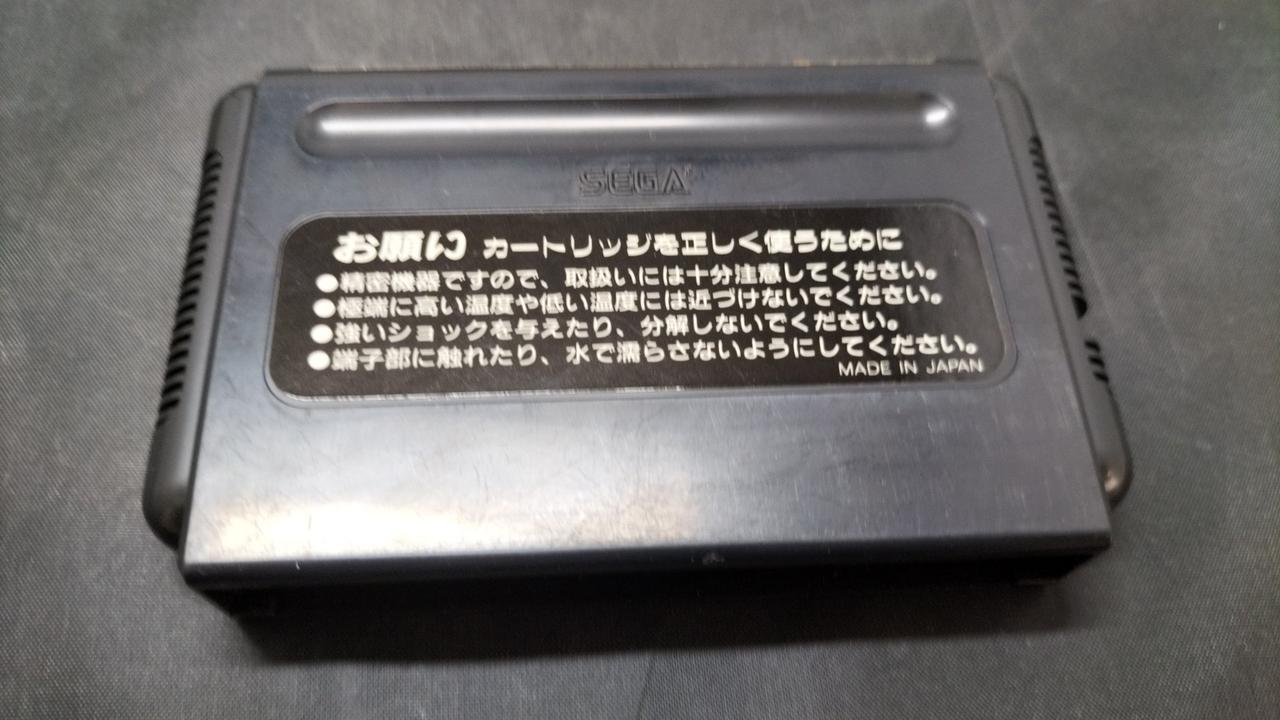 SEGA
お願い カートリッジを正しく使うために
●精密機器ですので、取扱いには十分注意してください。
●極端に高い温度や低い温度には近づけないでください。
●強いショックを与えたり、分解しないでください。
●端子部に触れたり、水で濡らさないようにしてください。
MADE IN JAPAN